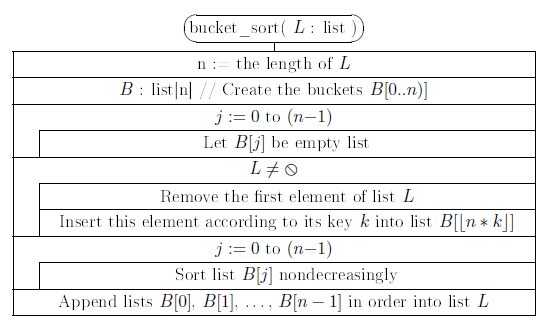 bucket_sort( L : list )
n := the length of L
B : list[n] // Create the buckets B[0..n)]
j := 0 to (n−1)
Let B[j] be empty list
L ≠ ⦸
Remove the first element of list L
Insert this element according to its key k into list B[⌊n ∗ k⌋]
j := 0 to (n−1)
Sort list B[j] nondecreasingly
Append lists B[0], B[1], . . . , B[n − 1] in order into list L